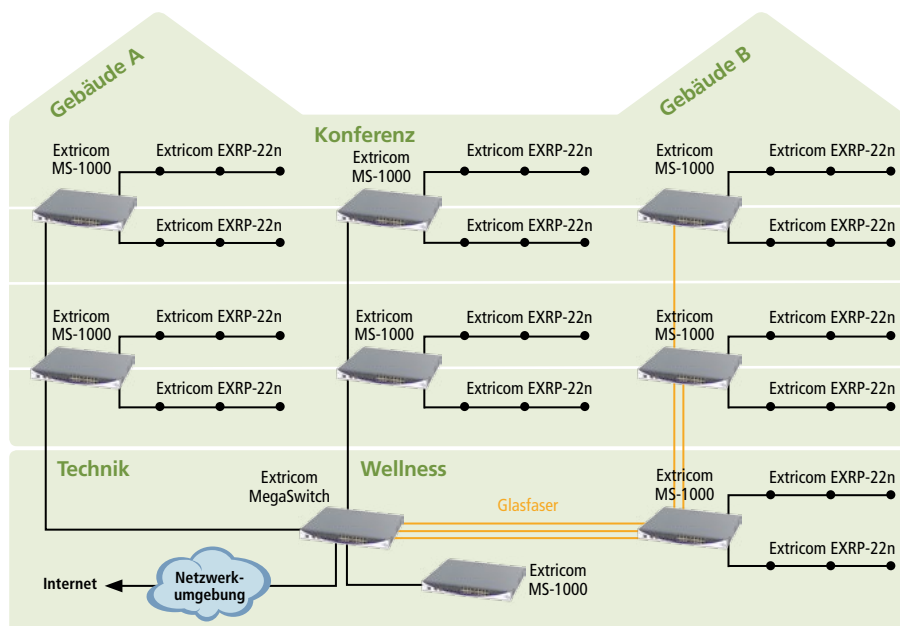 Gebäude A
Gebäude B
Konferenz
Extricom
MS-1000
Extricom EXRP-22n
Extricom EXRP-22n
Extricom
MS-1000
Extricom EXRP-22n
Extricom EXRP-22n
Extricom
MS-1000
Extricom EXRP-22n
Extricom EXRP-22n
Extricom
MS-1000
Extricom EXRP-22n
Extricom EXRP-22n
Extricom
MS-1000
Extricom EXRP-22n
Extricom EXRP-22n
Extricom
MS-1000
Extricom EXRP-22n
Extricom EXRP-22n
Technik
Wellness
Extricom
MegaSwitch
Glasfaser
Extricom
MS-1000
Extricom EXRP-22n
Extricom EXRP-22n
Internet
Netzwerk-
umgebung
Extricom
MS-1000